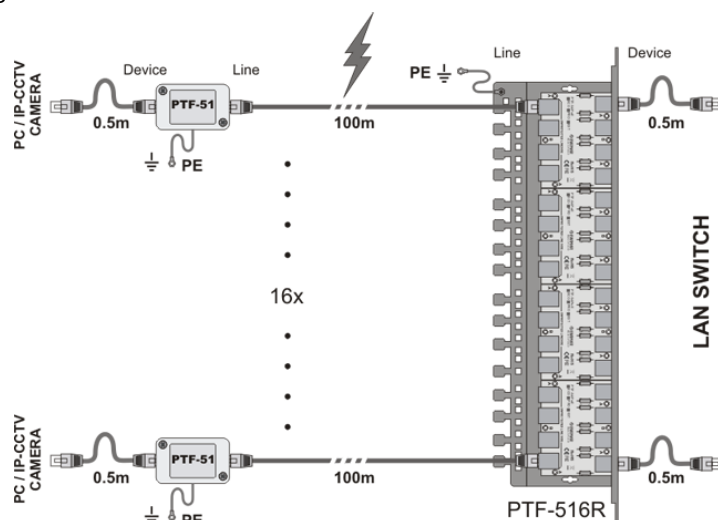 Line
Device
Device
Line
PE
PC / IP-CCTV
CAMERA
PTF-51
0.5m
100m
0.5m
PE
16x
LAN SWITCH
PC / IP-CCTV
CAMERA
PTF-51
0.5m
100m
0.5m
PE
PTF-516R